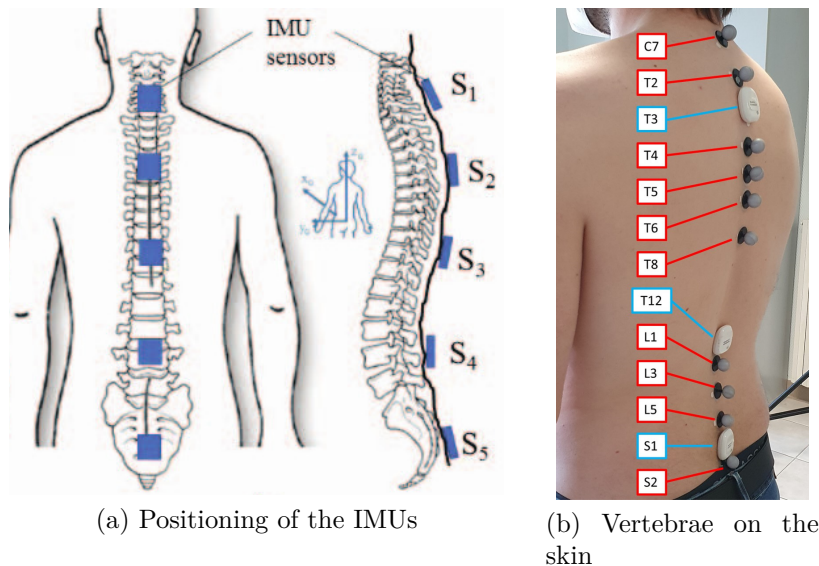 IMU
sensors
S1
S2
S3
S4
S5
(a) Positioning of the IMUs
C7
T2
T3
T4
T5
T6
T8
T12
L1
L3
L5
S1
S2
(b) Vertebrae on the
skin